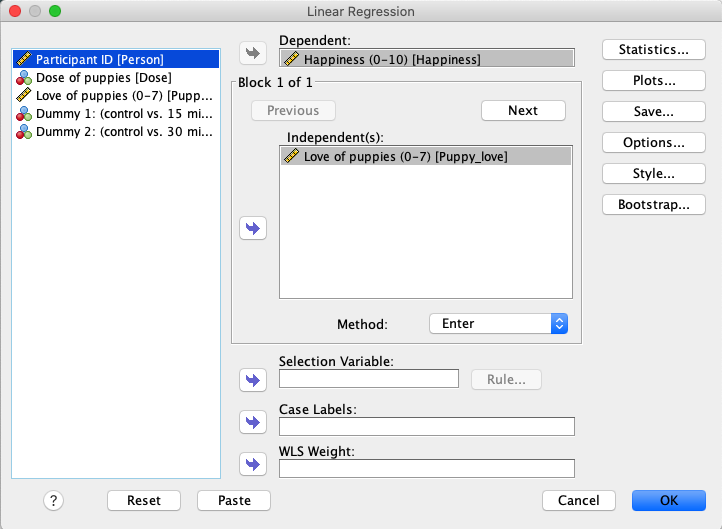 Linear Regression
Participant ID [Person]
Dose of puppies [Dose]
Love of puppies (0-7) [Pupp...
Dummy 1: (control vs. 15 mi...
Dummy 2: (control vs. 30 mi...
Dependent:
Happiness (0-10) [Happiness]
Block 1 of 1
Previous
Next
Independent(s):
Love of puppies (0-7) [Puppy_love]
Method:
Enter
Selection Variable:
Rule...
Case Labels:
WLS Weight:
Statistics...
Plots...
Save...
Options...
Style...
Bootstrap...
?
Reset
Paste
Cancel
OK